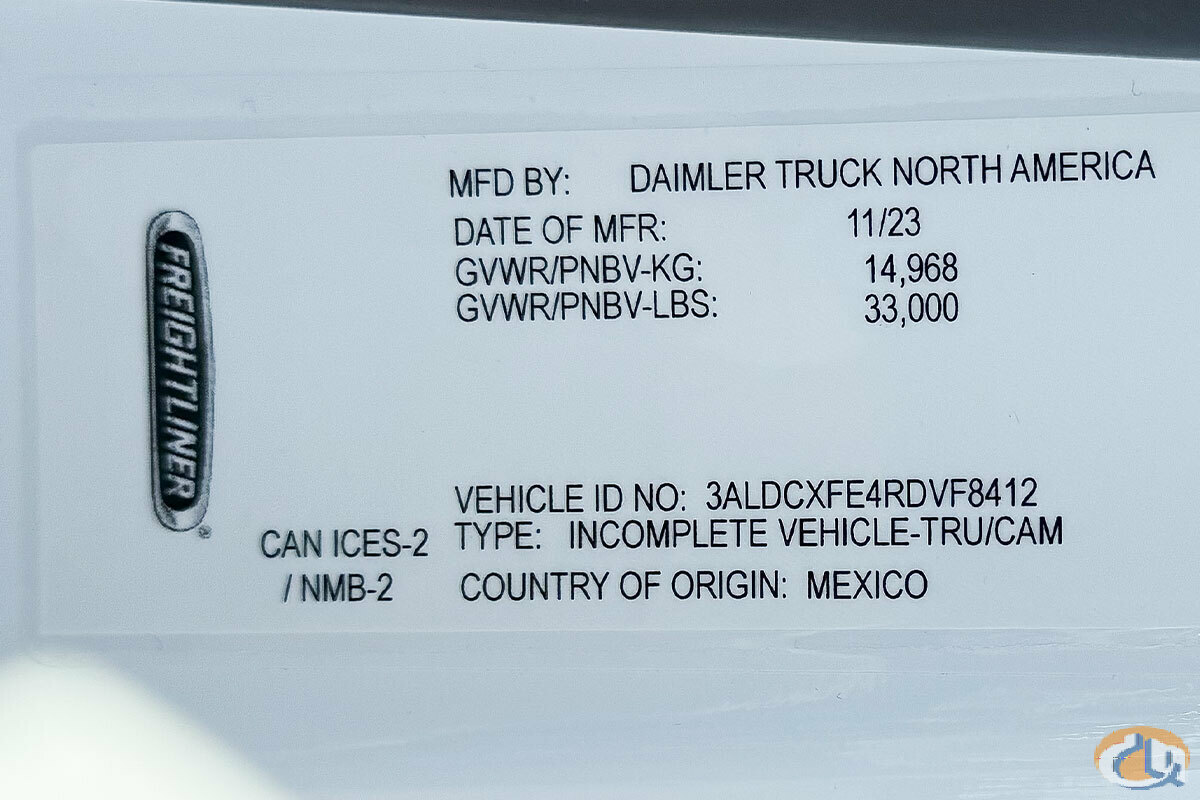 MFD BY: DAIMLER TRUCK NORTH AMERICA
DATE OF MFR: 11/23
GVWR/PNBV-KG: 14,968
GVWR/PNBV-LBS: 33,000
FREIGHTLINER®
VEHICLE ID NO: 3ALDCXFE4RDVF8412
CAN ICES-2 TYPE: INCOMPLETE VEHICLE-TRU/CAM
/ NMB-2 COUNTRY OF ORIGIN: MEXICO